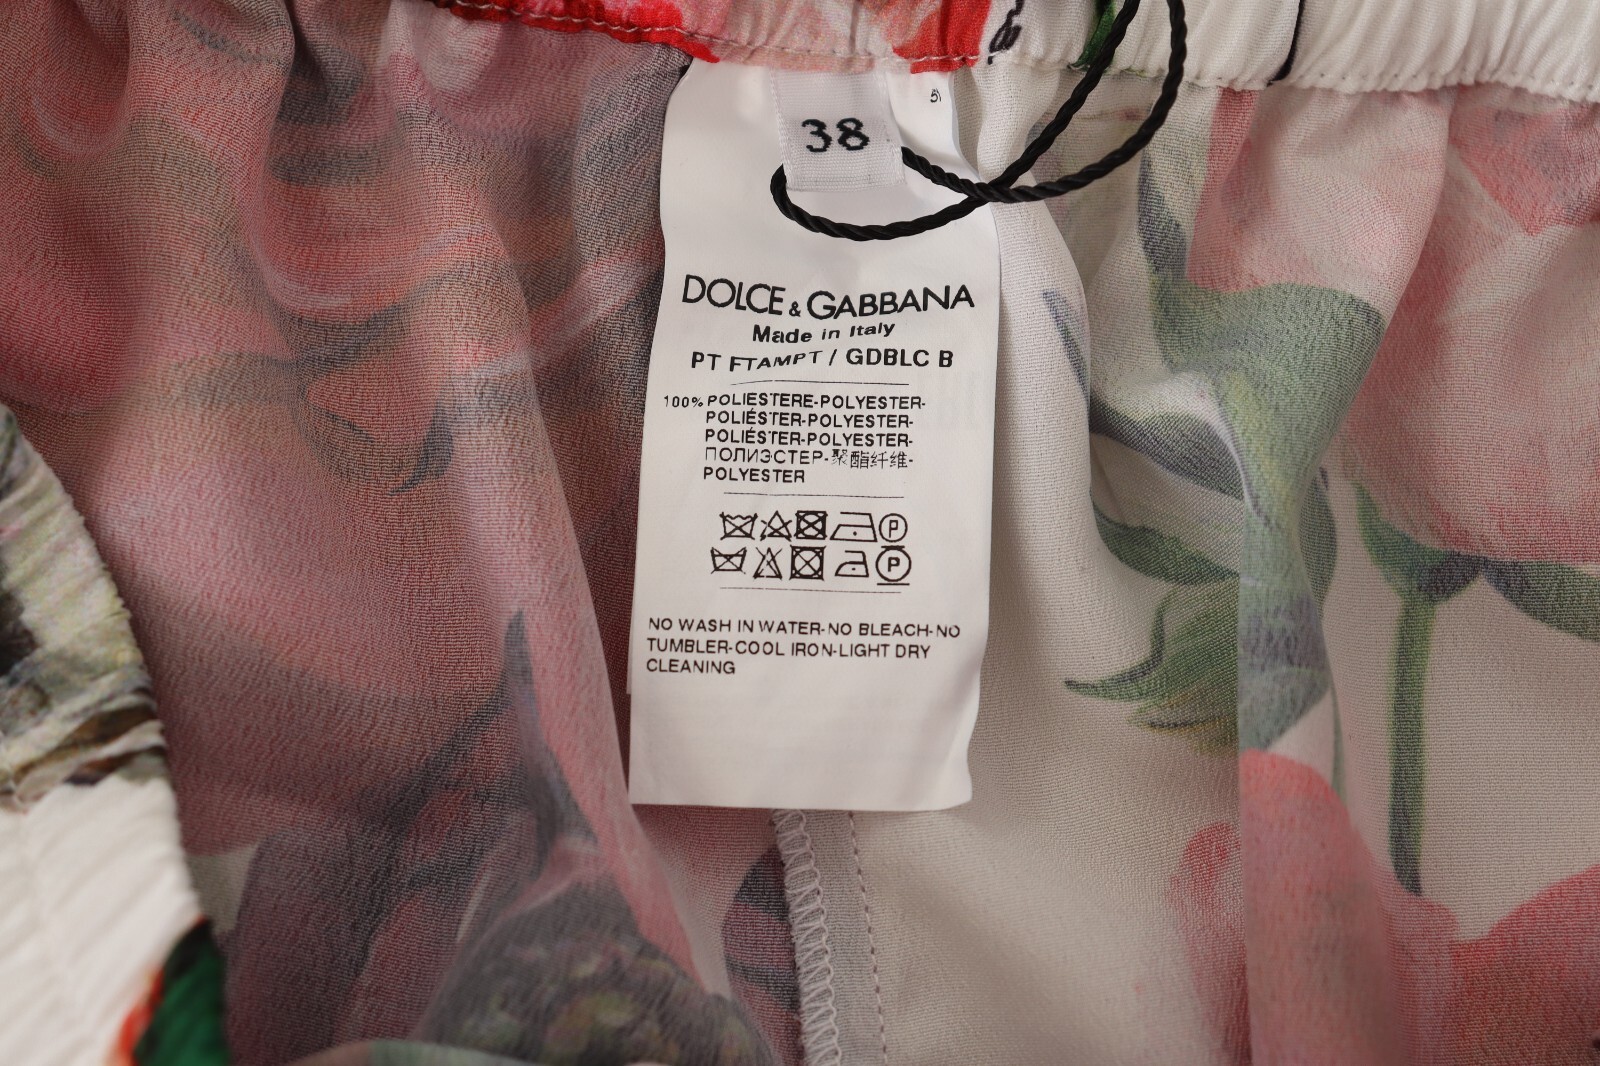 38
DOLCE & GABBANA
Made in Italy
PT FTAMPT / GDBLC B
100% POLIESTERE-POLYESTER-
POLIÉSTER-POLYESTER-
POLIÉSTER-POLYESTER-
ПОЛИЭСТЕР-聚酯纤维-
POLYESTER
P
P
NO WASH IN WATER-NO BLEACH-NO
TUMBLER-COOL IRON-LIGHT DRY
CLEANING